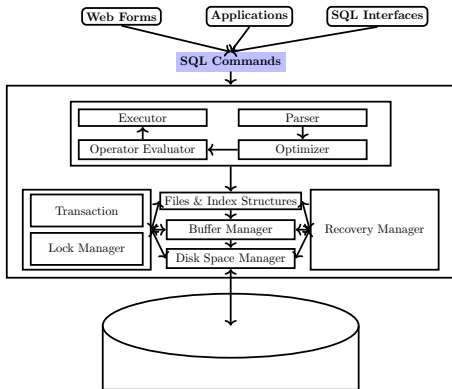 Web Forms
Applications
SQL Interfaces
SQL Commands
Executor
Parser
Operator Evaluator
Optimizer
Files & Index Structures
Transaction
Buffer Manager
Recovery Manager
Lock Manager
Disk Space Manager